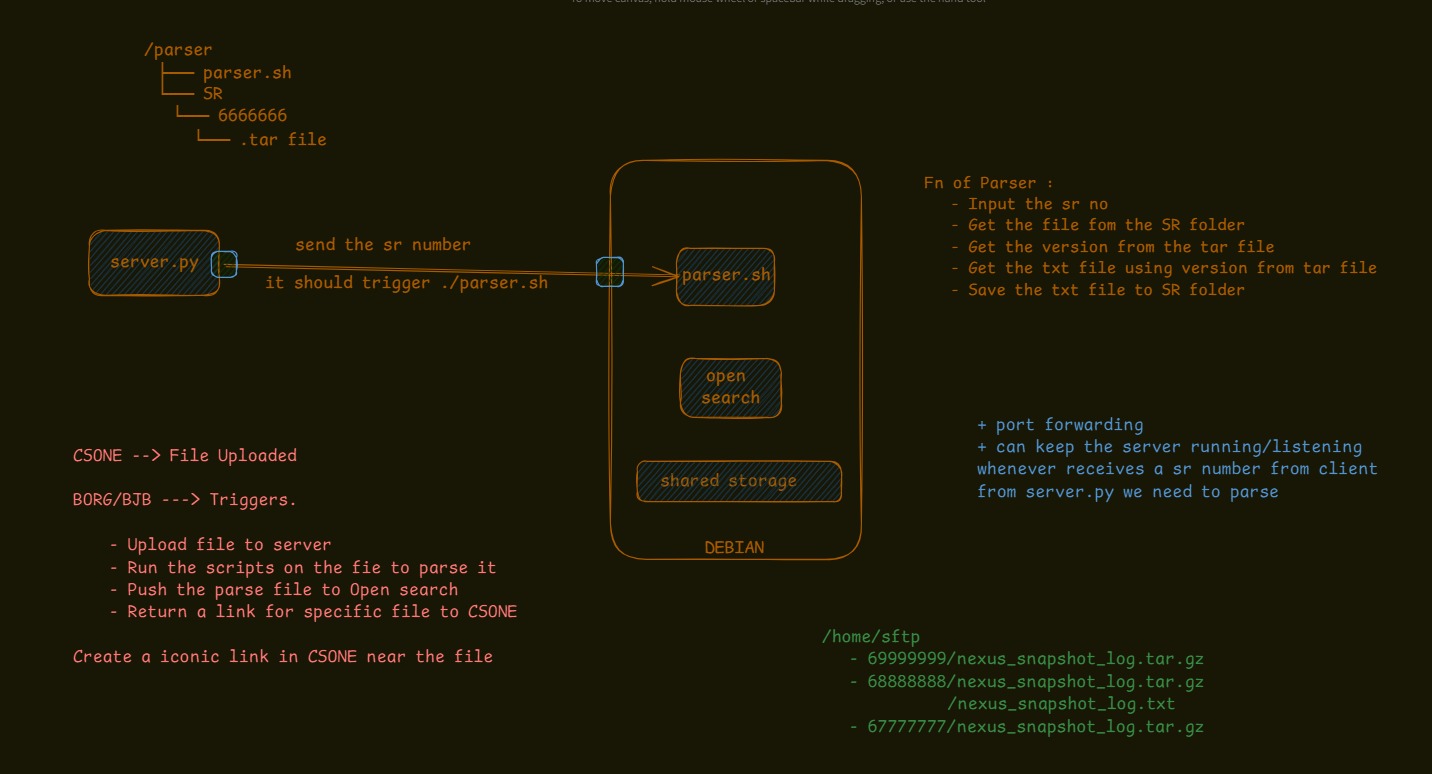 To move canvas, hold mouse wheel or spacebar while dragging, or use the hand tool
/parser
├── parser.sh
└── SR
└── 6666666
└── .tar file
server.py
send the sr number
it should trigger ./parser.sh
parser.sh
open
search
shared storage
DEBIAN
Fn of Parser :
- Input the sr no
- Get the file fom the SR folder
- Get the version from the tar file
- Get the txt file using version from tar file
- Save the txt file to SR folder
+ port forwarding
+ can keep the server running/listening
whenever receives a sr number from client
from server.py we need to parse
CSONE --> File Uploaded
BORG/BJB ---> Triggers.
- Upload file to server
- Run the scripts on the fie to parse it
- Push the parse file to Open search
- Return a link for specific file to CSONE
Create a iconic link in CSONE near the file
/home/sftp
- 69999999/nexus_snapshot_log.tar.gz
- 68888888/nexus_snapshot_log.tar.gz
/nexus_snapshot_log.txt
- 67777777/nexus_snapshot_log.tar.gz